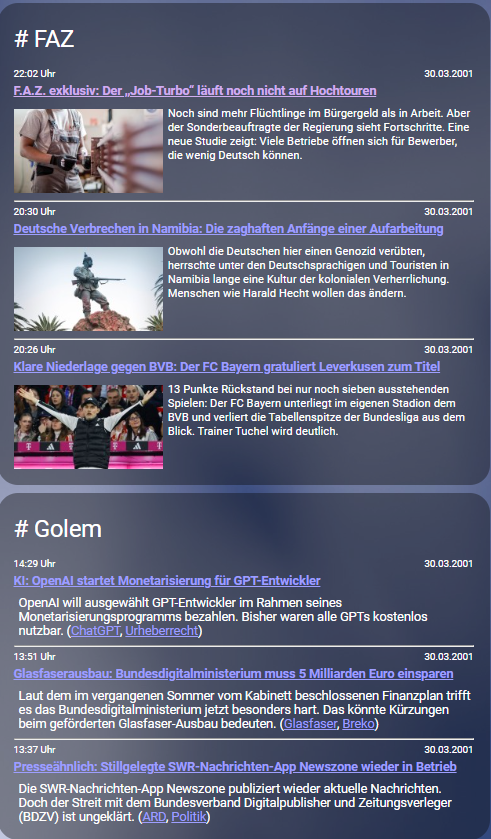 # FAZ
22:02 Uhr 30.03.2001
F.A.Z. exklusiv: Der „Job-Turbo“ läuft noch nicht auf Hochtouren
Noch sind mehr Flüchtlinge im Bürgergeld als in Arbeit. Aber
der Sonderbeauftragte der Regierung sieht Fortschritte. Eine
neue Studie zeigt: Viele Betriebe öffnen sich für Bewerber,
die wenig Deutsch können.
20:30 Uhr 30.03.2001
Deutsche Verbrechen in Namibia: Die zaghaften Anfänge einer Aufarbeitung
Obwohl die Deutschen hier einen Genozid verübten,
herrschte unter den Deutschsprachigen und Touristen in
Namibia lange eine Kultur der kolonialen Verherrlichung.
Menschen wie Harald Hecht wollen das ändern.
20:26 Uhr 30.03.2001
Klare Niederlage gegen BVB: Der FC Bayern gratuliert Leverkusen zum Titel
13 Punkte Rückstand bei nur noch sieben ausstehenden
Spielen: Der FC Bayern unterliegt im eigenen Stadion dem
BVB und verliert die Tabellenspitze der Bundesliga aus dem
Blick. Trainer Tuchel wird deutlich.
# Golem
14:29 Uhr 30.03.2001
KI: OpenAI startet Monetarisierung für GPT-Entwickler
OpenAI will ausgewählt GPT-Entwickler im Rahmen seines
Monetarisierungsprogramms bezahlen. Bisher waren alle GPTs kostenlos
nutzbar. (ChatGPT, Urheberrecht)
13:51 Uhr 30.03.2001
Glasfaserausbau: Bundesdigitalministerium muss 5 Milliarden Euro einsparen
Laut dem im vergangenen Sommer vom Kabinett beschlossenen Finanzplan trifft
es das Bundesdigitalministerium jetzt besonders hart. Das könnte Kürzungen
beim geförderten Glasfaser-Ausbau bedeuten. (Glasfaser, Breko)
13:37 Uhr 30.03.2001
Presseähnlich: Stillgelegte SWR-Nachrichten-App Newszone wieder in Betrieb
Die SWR-Nachrichten-App Newszone publiziert wieder aktuelle Nachrichten.
Doch der Streit mit dem Bundesverband Digitalpublisher und Zeitungsverleger
(BDZV) ist ungeklärt. (ARD, Politik)